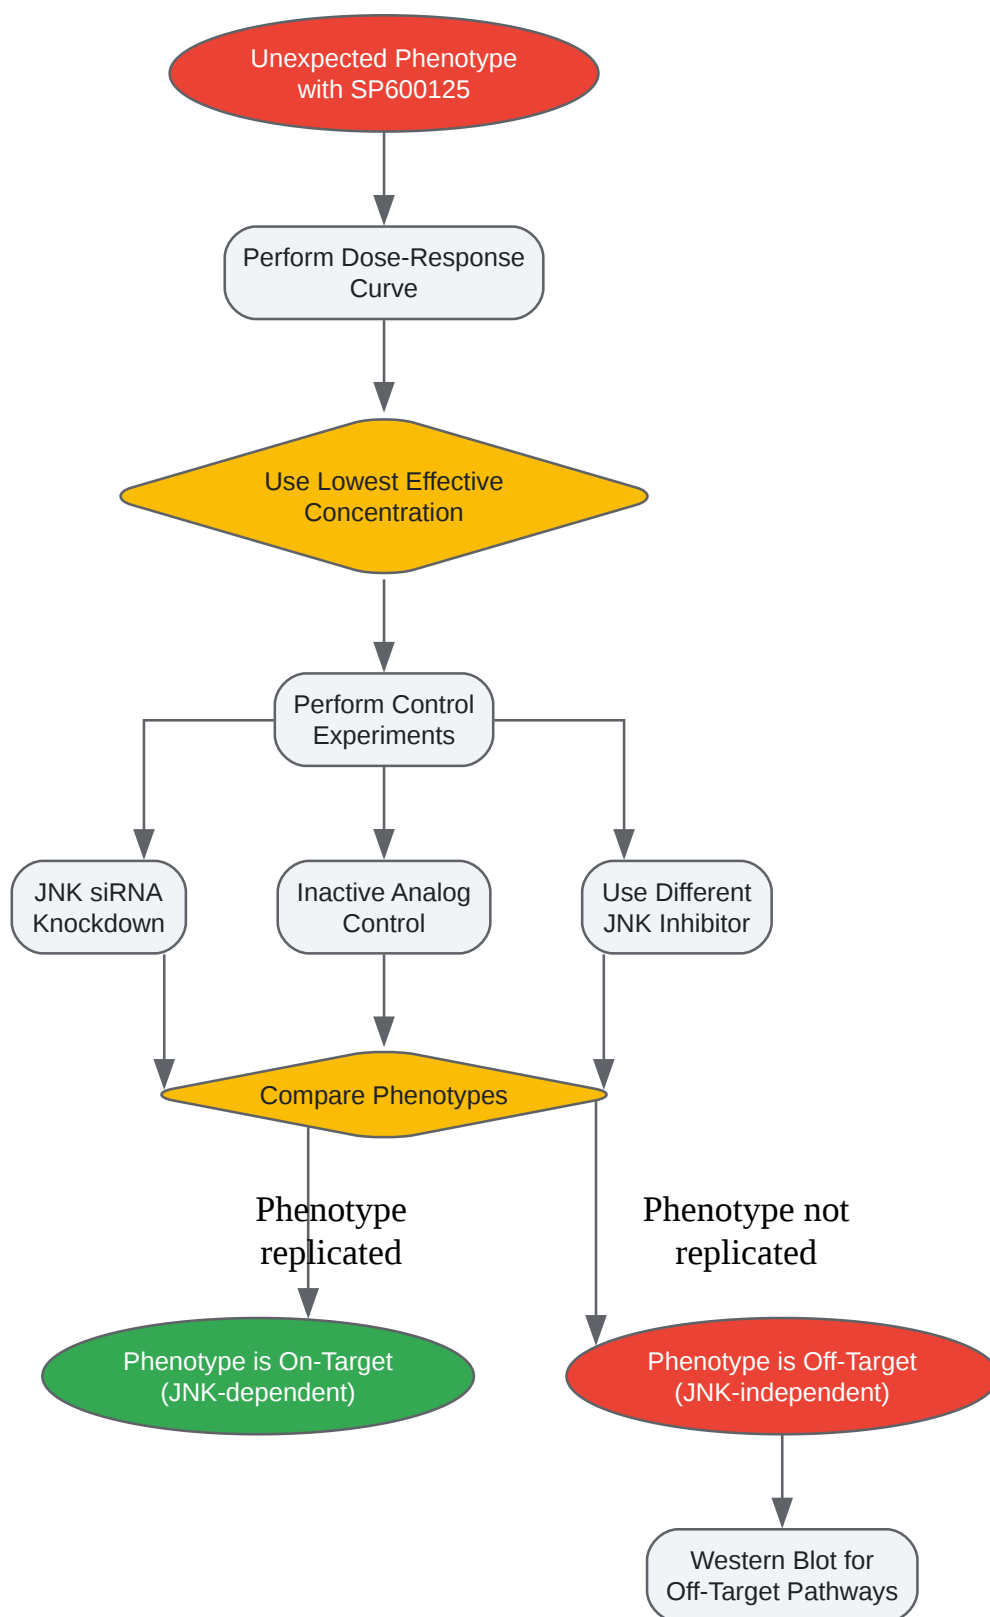 Unexpected Phenotype
with SP600125
Perform Dose-Response
Curve
Use Lowest Effective
Concentration
Perform Control
Experiments
JNK siRNA
Knockdown
Inactive Analog
Control
Use Different
JNK Inhibitor
Compare Phenotypes
Phenotype
replicated
Phenotype not
replicated
Phenotype is On-Target
(JNK-dependent)
Phenotype is Off-Target
(JNK-independent)
Western Blot for
Off-Target Pathways